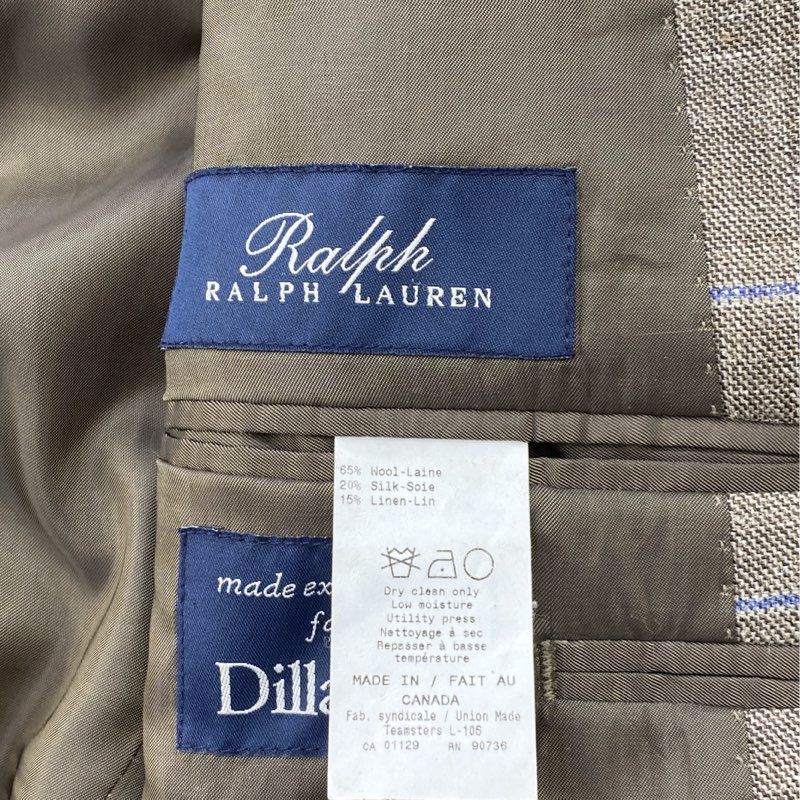 Ralph
RALPH LAUREN
65% Wool-Laine
20% Silk-Soie
15% Linen-Lin
Dry clean only
Low moisture
Utility press
Nettoyage à sec
Repasser à basse
température
MADE IN / FAIT AU
CANADA
Fab. syndicale / Union Made
Teamsters L-106
CA 01129 RN 90736
made ex
fo
Dilla